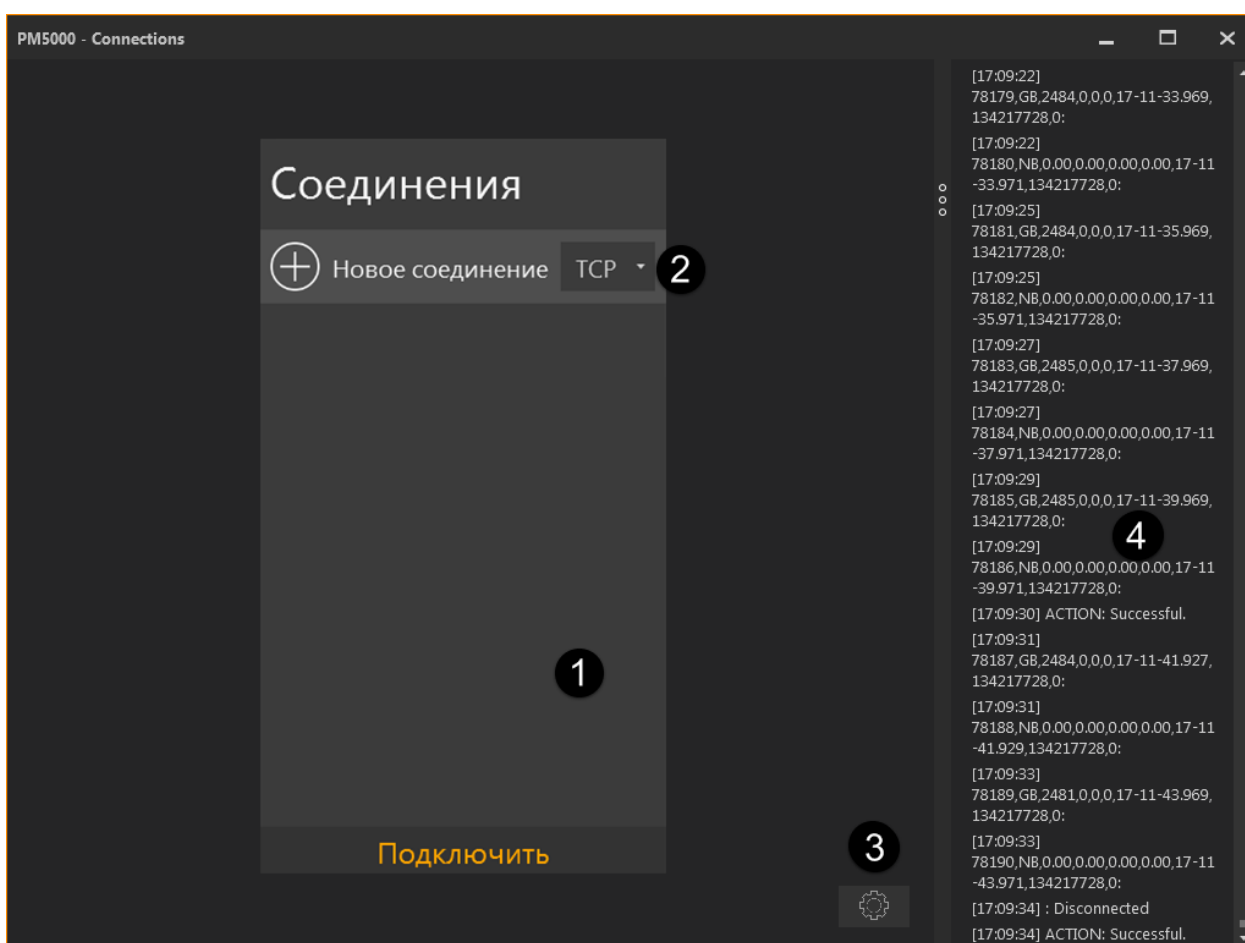 PM5000 - Connections
Соединения
Новое соединение TCP
2
1
Подключить
3
[17:09:22]
78179,GB,2484,0,0,0,17-11-33.969,
134217728,0:
[17:09:22]
78180,NB,0.00,0.00,0.00,0.00,17-11
-33.971,134217728,0:
[17:09:25]
78181,GB,2484,0,0,0,17-11-35.969,
134217728,0:
[17:09:25]
78182,NB,0.00,0.00,0.00,0.00,17-11
-35.971,134217728,0:
[17:09:27]
78183,GB,2485,0,0,0,17-11-37.969,
134217728,0:
[17:09:27]
78184,NB,0.00,0.00,0.00,0.00,17-11
-37.971,134217728,0:
[17:09:29]
78185,GB,2485,0,0,0,17-11-39.969,
134217728,0:
4
[17:09:29]
78186,NB,0.00,0.00,0.00,0.00,17-11
-39.971,134217728,0:
[17:09:30] ACTION: Successful.
[17:09:31]
78187,GB,2484,0,0,0,17-11-41.927,
134217728,0:
[17:09:31]
78188,NB,0.00,0.00,0.00,0.00,17-11
-41.929,134217728,0:
[17:09:33]
78189,GB,2481,0,0,0,17-11-43.969,
134217728,0:
[17:09:33]
78190,NB,0.00,0.00,0.00,0.00,17-11
-43.971,134217728,0:
[17:09:34] : Disconnected
[17:09:34] ACTION: Successful.